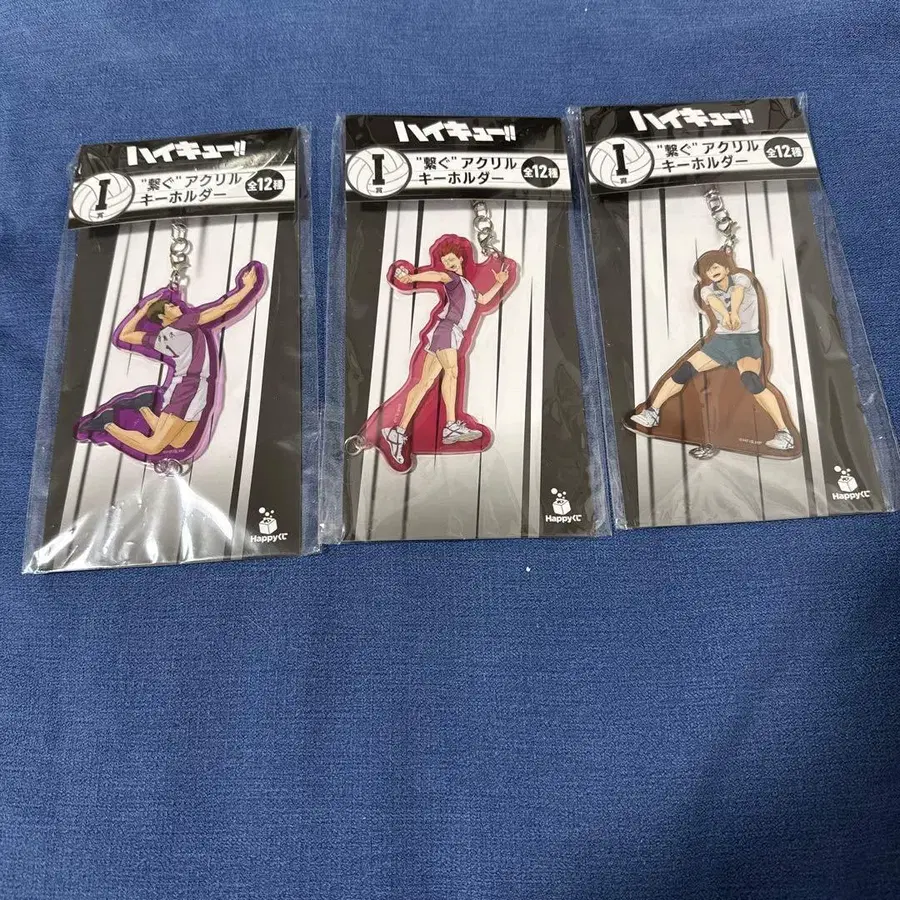 ハイキュー!!
I
賞
"繋ぐ"アクリル
キーホルダー
全12種
Happyくじ
ハイキュー!!
I
賞
"繋ぐ"アクリル
キーホルダー
全12種
Happyくじ
ハイキュー!!
I
賞
"繋ぐ"アクリル
キーホルダー
全12種
Happyくじ